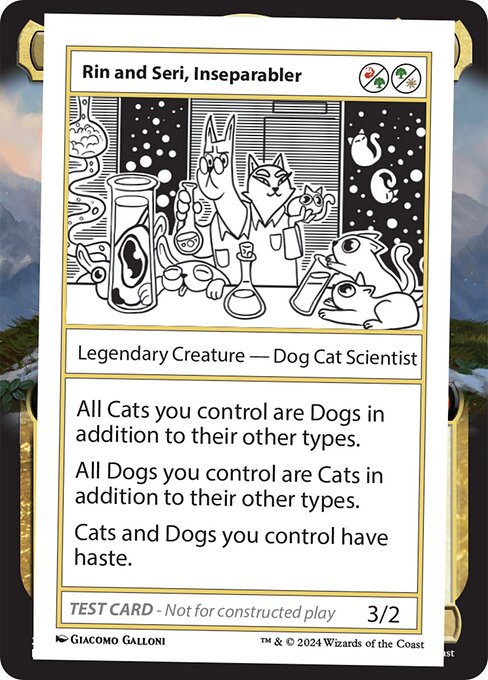 Rin and Seri, Inseparabler
Legendary Creature — Dog Cat Scientist
All Cats you control are Dogs in
addition to their other types.
All Dogs you control are Cats in
addition to their other types.
Cats and Dogs you control have
haste.
TEST CARD - Not for constructed play
3/2
GIACOMO GALLONI
™ & © 2024 Wizards of the Coast
ast